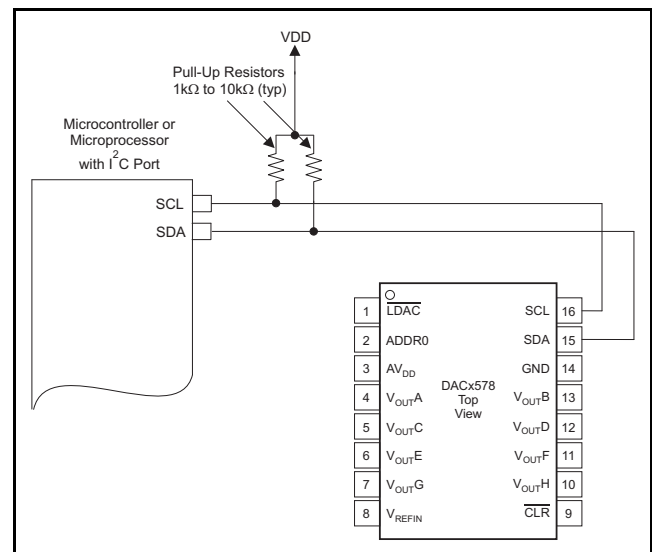 VDD
Pull-Up Resistors
1kΩ to 10kΩ (typ)
Microcontroller or
Microprocessor
with I²C Port
SCL
SDA
1 LDAC
2 ADDR0
3 AVDD
4 VOUTA
5 VOUTC
6 VOUTE
7 VOUTG
8 VREFIN
DACx578
Top
View
SCL 16
SDA 15
GND 14
VOUTB 13
VOUTD 12
VOUTF 11
VOUTH 10
CLR 9